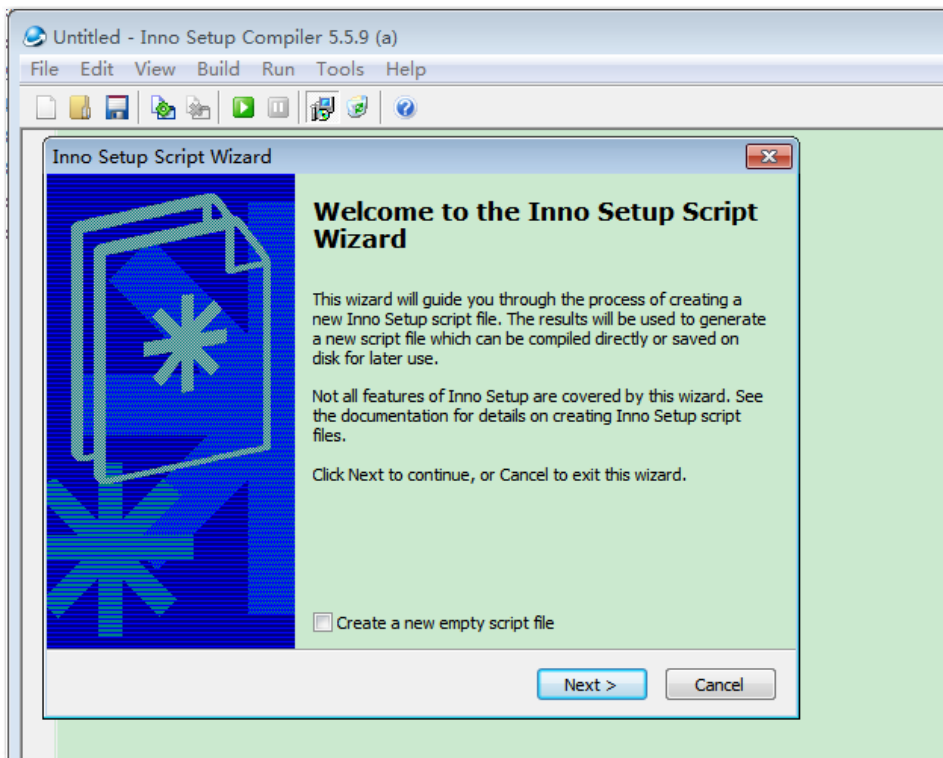 Untitled - Inno Setup Compiler 5.5.9 (a)
File Edit View Build Run Tools Help
Inno Setup Script Wizard
Welcome to the Inno Setup Script
Wizard
This wizard will guide you through the process of creating a
new Inno Setup script file. The results will be used to generate
a new script file which can be compiled directly or saved on
disk for later use.
Not all features of Inno Setup are covered by this wizard. See
the documentation for details on creating Inno Setup script
files.
Click Next to continue, or Cancel to exit this wizard.
Create a new empty script file
Next > Cancel